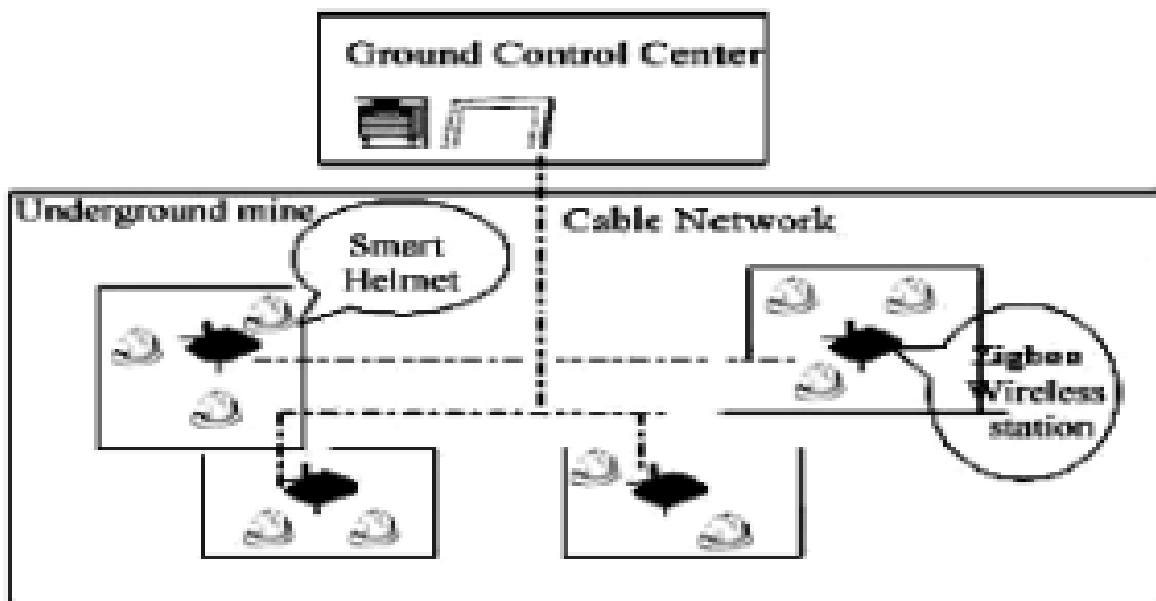 Ground Control Center
Underground mine
Cable Network
Smart
Helmet
Zigbee
Wireless
station